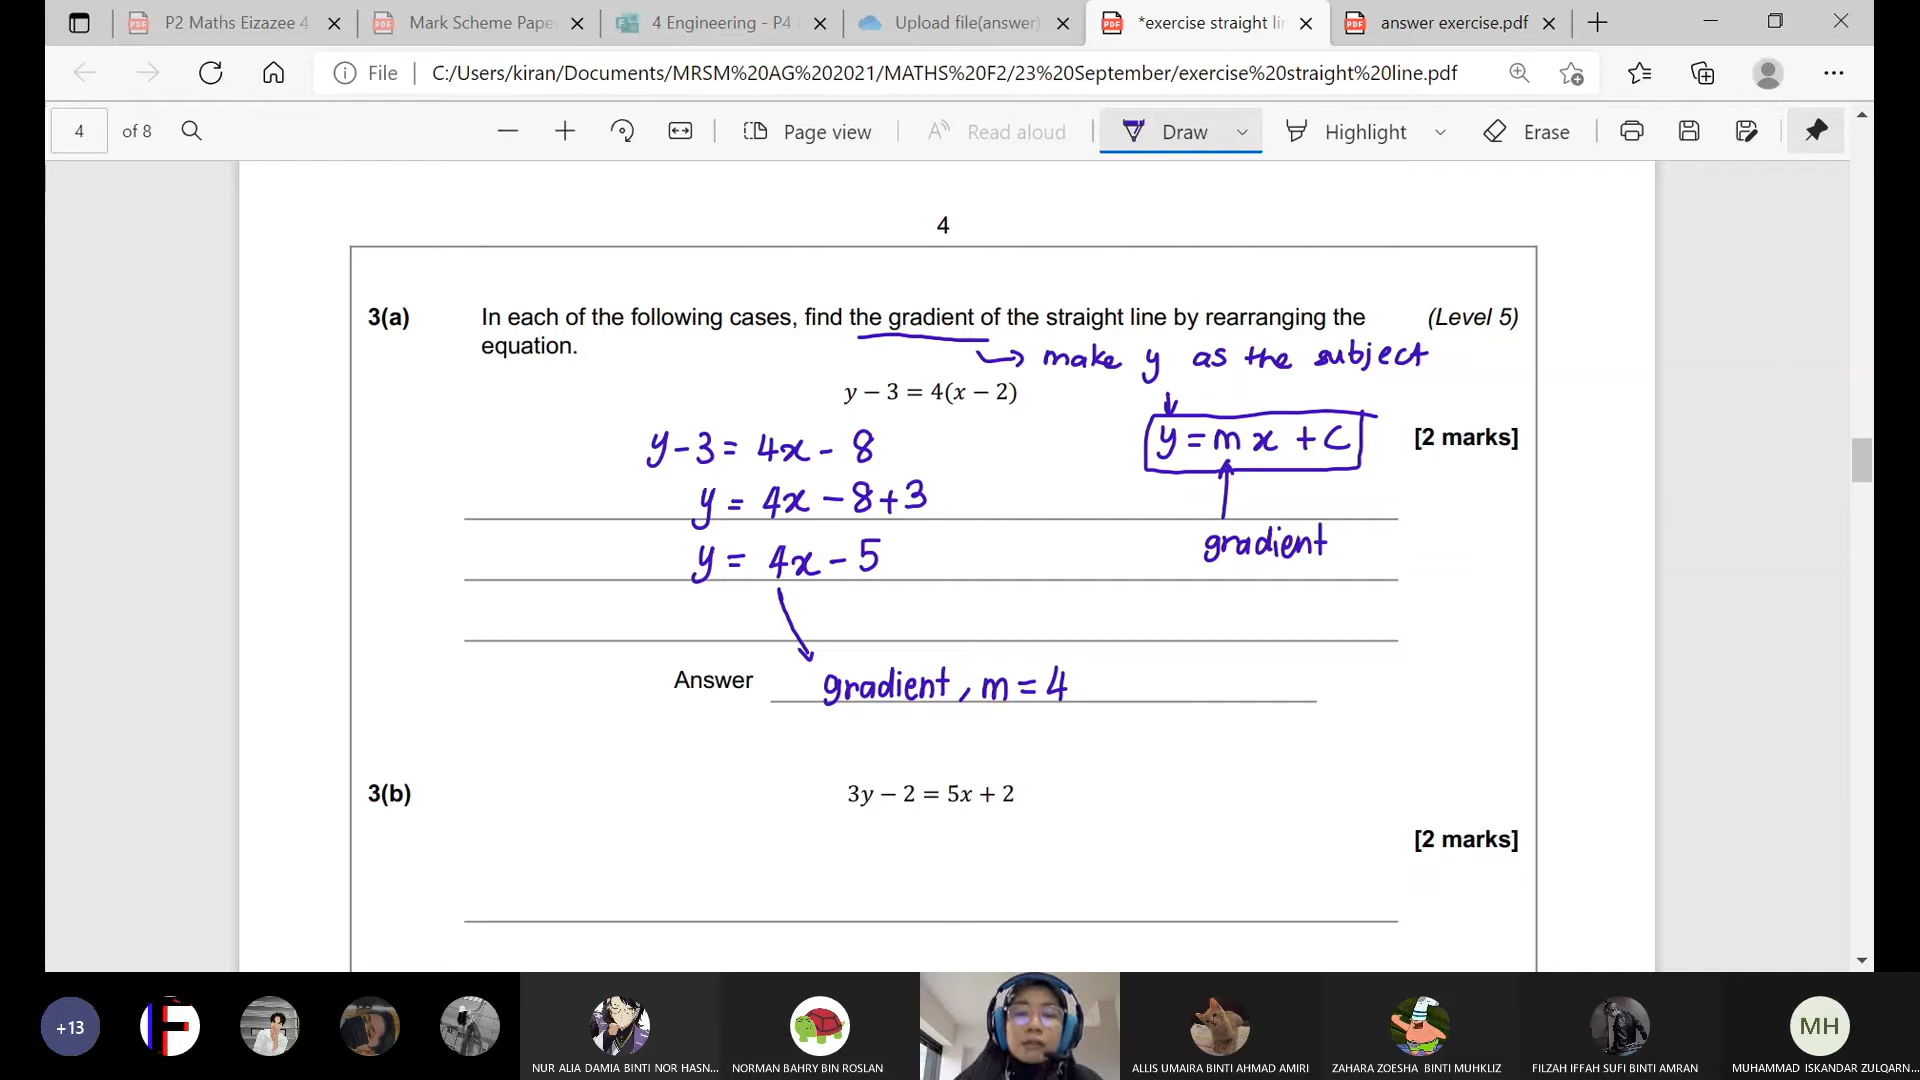 P2 Maths Eizazee 4
Mark Scheme Pape
4 Engineering - P4
Upload file(answer)
*exercise straight li
answer exercise.pdf
File
C:/Users/kiran/Documents/MRSM%20AG%202021/MATHS%20F2/23%20September/exercise%20straight%20line.pdf
4 of 8
Page view
Read aloud
Draw
Highlight
Erase
4
3(a) In each of the following cases, find the gradient of the straight line by rearranging the (Level 5)
equation.
make y as the subject
y − 3 = 4(x − 2)
y = mx + c
[2 marks]
y-3 = 4x - 8
y = 4x - 8+3
gradient
y = 4x - 5
Answer gradient, m = 4
3(b) 3y − 2 = 5x + 2
[2 marks]
+13
F
MH
NUR ALIA DAMIA BINTI NOR HASN...
NORMAN BAHRY BIN ROSLAN
ALLIS UMAIRA BINTI AHMAD AMIRI
ZAHARA ZOESHA BINTI MUHKLIZ
FILZAH IFFAH SUFI BINTI AMRAN
MUHAMMAD ISKANDAR ZULQARN...